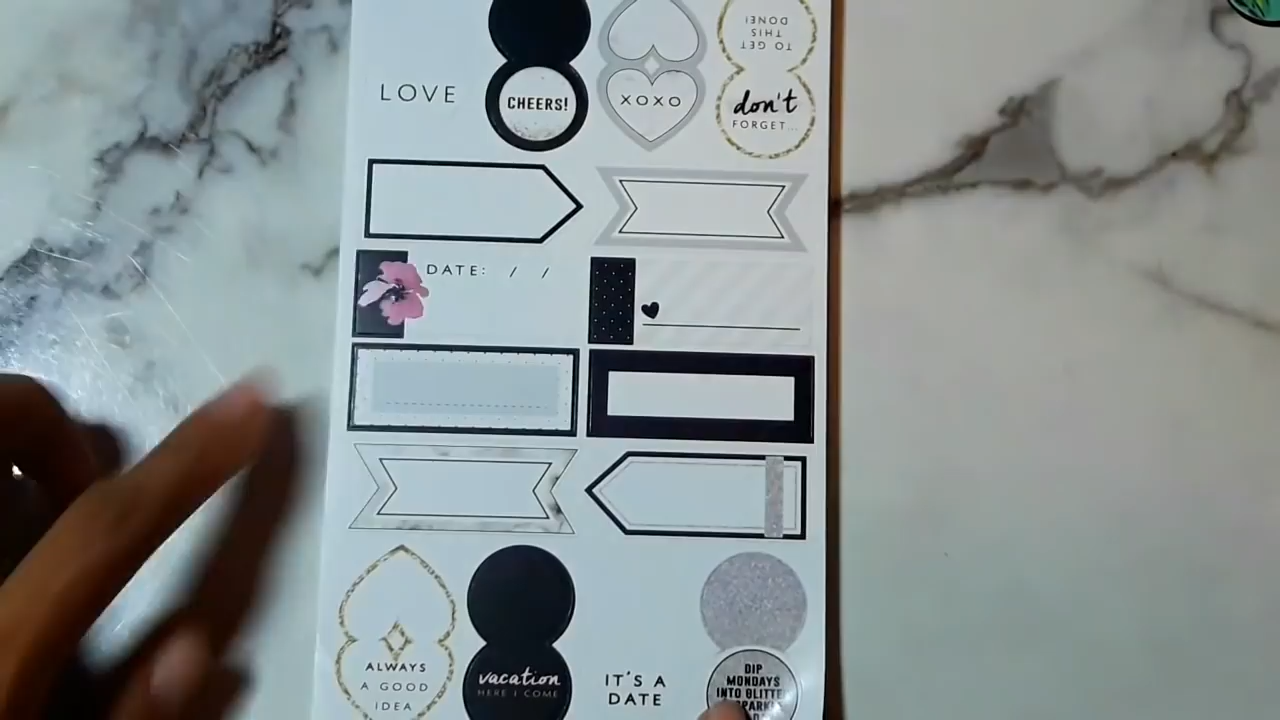 TO GET
THIS
DONE!
LOVE
CHEERS!
XOXO
don't
FORGET...
DATE: / /
ALWAYS
A GOOD
IDEA
vacation
HERE I COME
IT'S A
DATE
DIP
MONDAYS
INTO